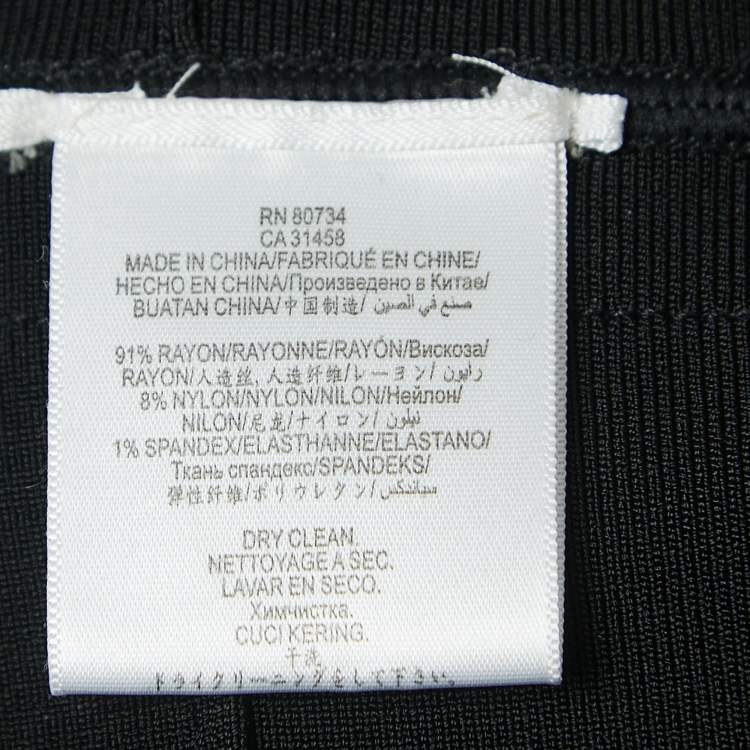 RN 80734
CA 31458
MADE IN CHINA/FABRIQUÉ EN CHINE/
HECHO EN CHINA/Произведено в Китае/
BUATAN CHINA/中国制造/ صنع في الصين
91% RAYON/RAYONNE/RAYÓN/Вискоза/
RAYON/人造丝, 人造纤维/レーヨン/ رايون
8% NYLON/NYLON/NILON/Нейлон/
NILON/尼龙/ナイロン/ نيلون
1% SPANDEX/ELASTHANNE/ELASTANO/
Ткань спандекс/SPANDEKS/
弹性纤维/ポリウレタン/ سباندكس
DRY CLEAN.
NETTOYAGE A SEC.
LAVAR EN SECO.
Химчистка.
CUCI KERING.
干洗
ドライクリーニングをして下さい。